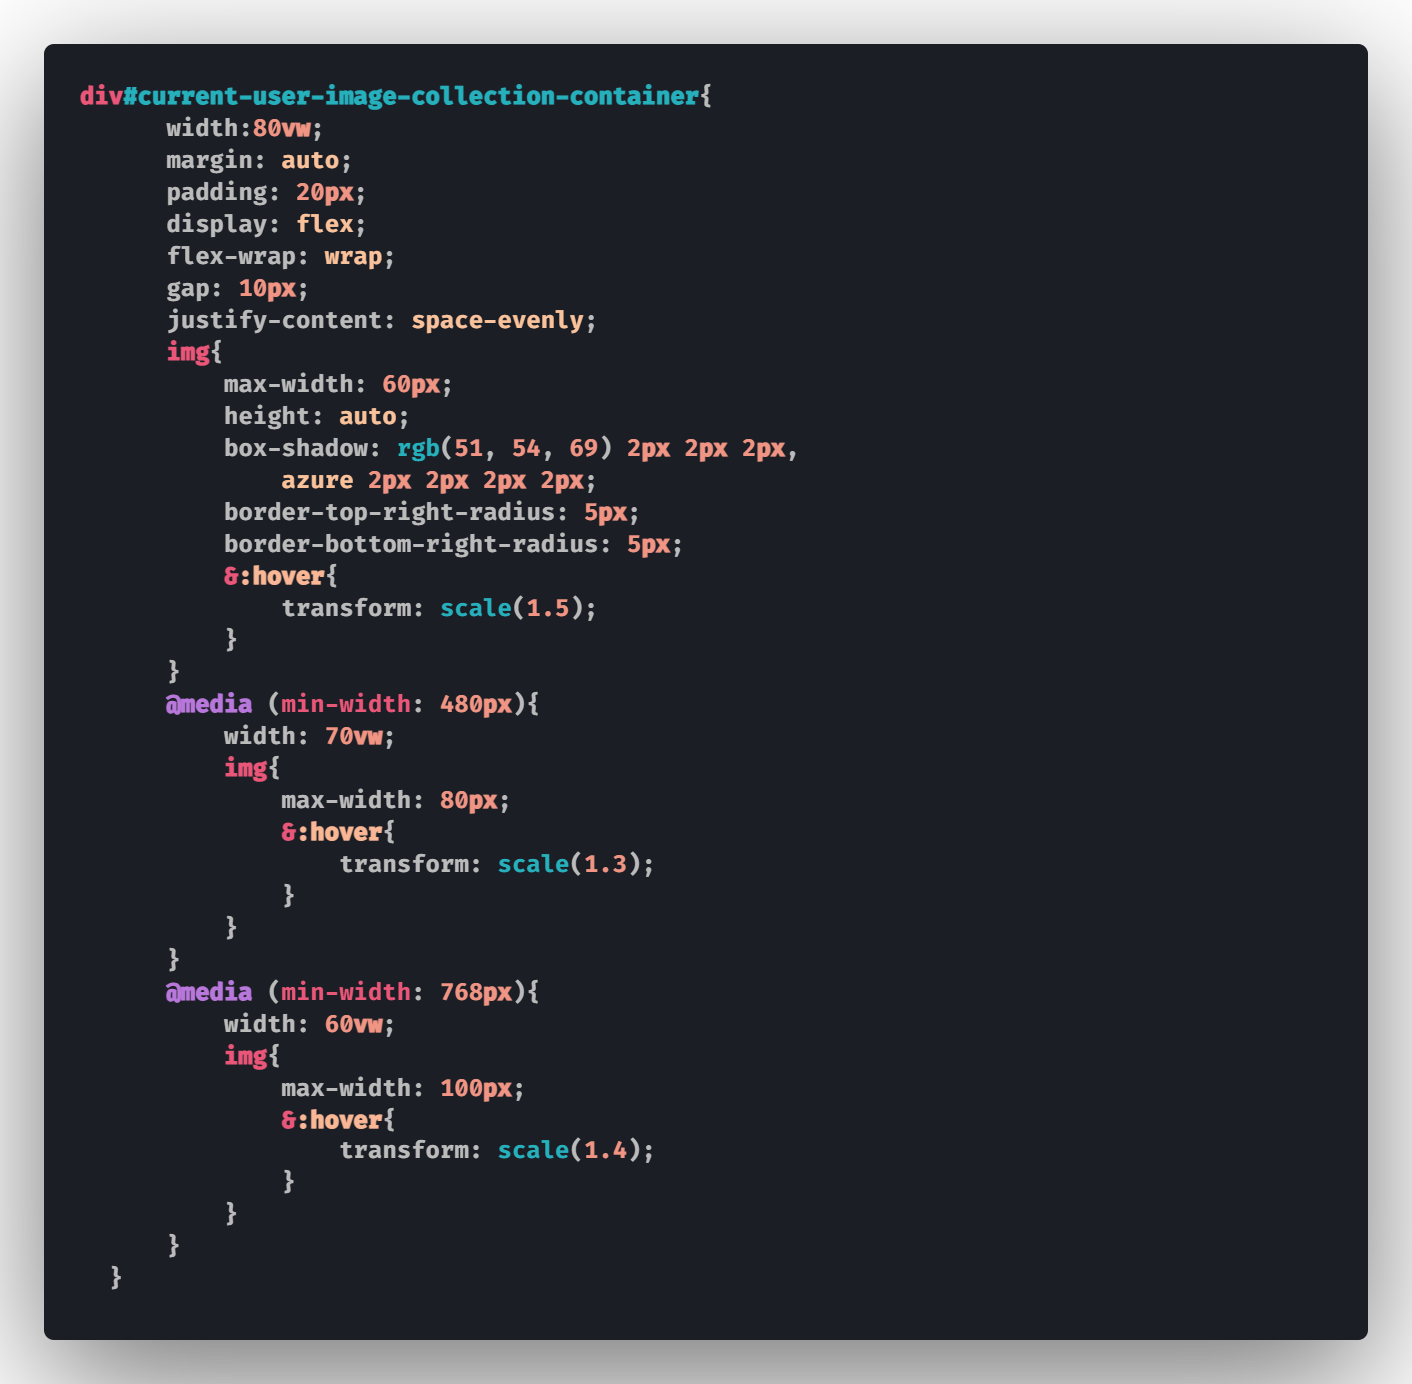 div#current-user-image-collection-container{
width:80vw;
margin: auto;
padding: 20px;
display: flex;
flex-wrap: wrap;
gap: 10px;
justify-content: space-evenly;
img{
max-width: 60px;
height: auto;
box-shadow: rgb(51, 54, 69) 2px 2px 2px,
azure 2px 2px 2px 2px;
border-top-right-radius: 5px;
border-bottom-right-radius: 5px;
&:hover{
transform: scale(1.5);
}
}
@media (min-width: 480px){
width: 70vw;
img{
max-width: 80px;
&:hover{
transform: scale(1.3);
}
}
}
@media (min-width: 768px){
width: 60vw;
img{
max-width: 100px;
&:hover{
transform: scale(1.4);
}
}
}
}